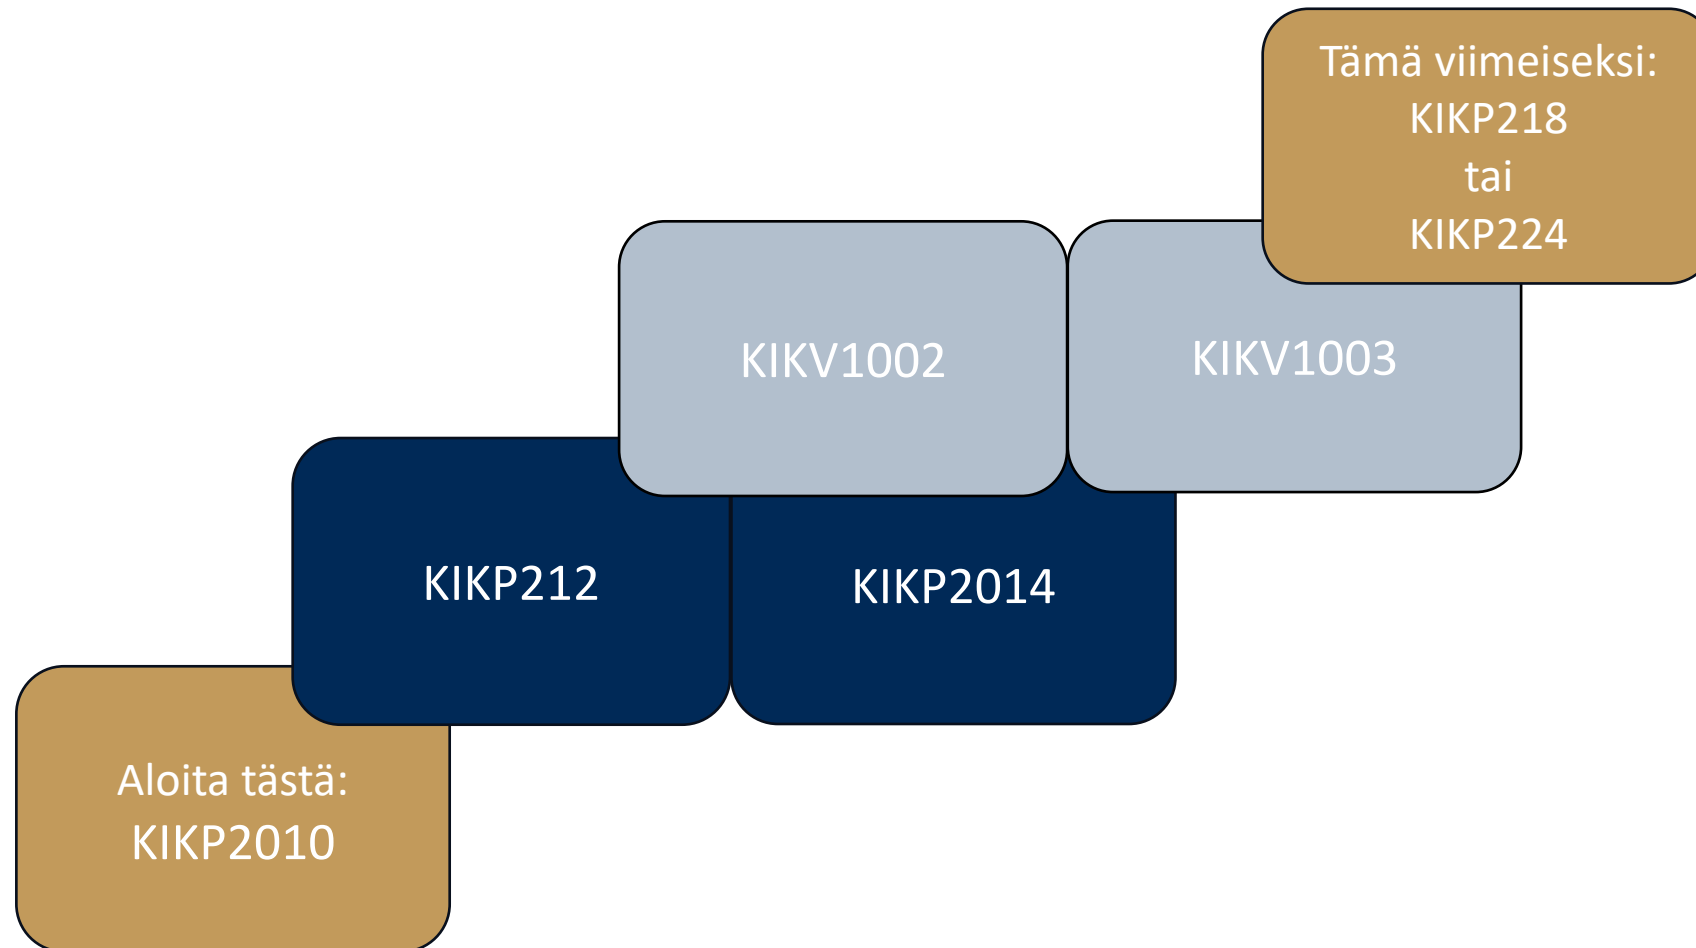 Tämä viimeiseksi:
KIKP218
tai
KIKP224
KIKV1002
KIKV1003
KIKP212
KIKP2014
Aloita tästä:
KIKP2010